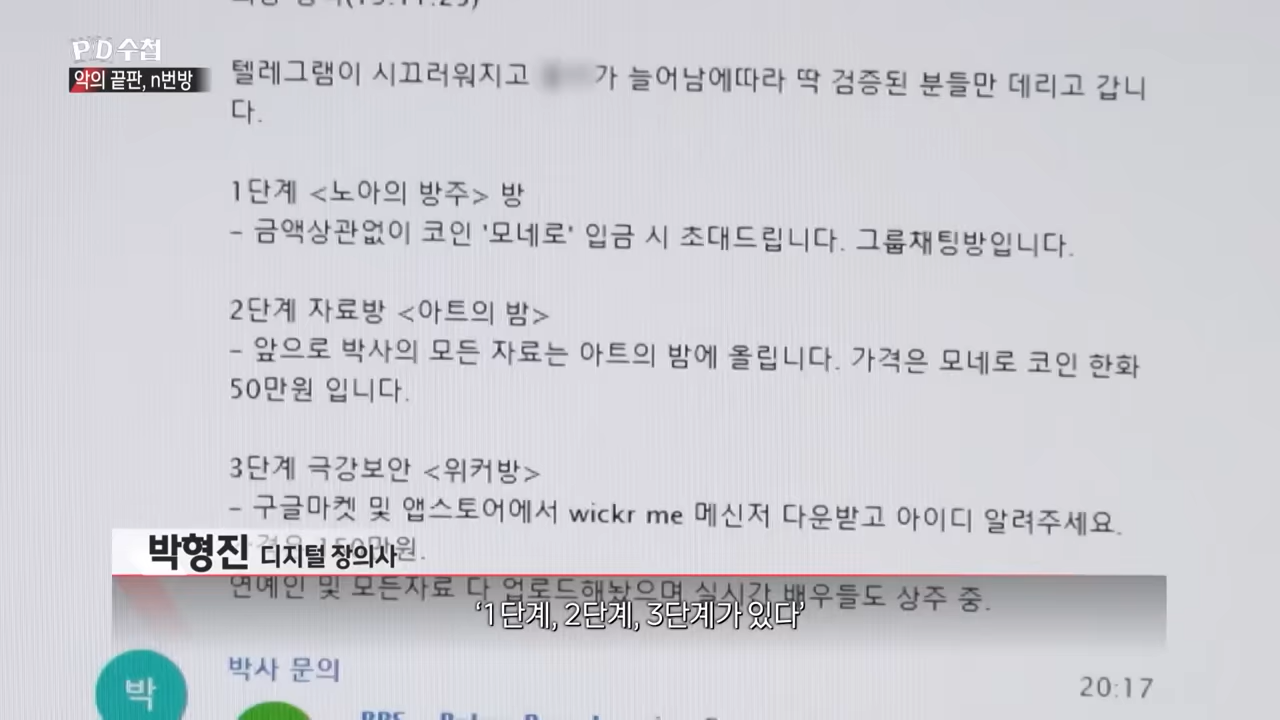 PD수첩
악의 끝판, n번방
텔레그램이 시끄러워지고 가 늘어남에따라 딱 검증된 분들만 데리고 갑니
다.
1단계 <노아의 방주> 방
- 금액상관없이 코인 '모네로' 입금 시 초대드립니다. 그룹채팅방입니다.
2단계 자료방 <아트의 밤>
- 앞으로 박사의 모든 자료는 아트의 밤에 올립니다. 가격은 모네로 코인 한화
50만원 입니다.
3단계 극강보안 <위커방>
- 구글마켓 및 앱스토어에서 wickr me 메신저 다운받고 아이디 알려주세요.
150만원.
박형진 디지털 장의사
연예인 및 모든자료 다 업로드해놨으며 실시간 배우들도 상주 중.
‘1단계, 2단계, 3단계가 있다’
박사 문의
박
20:17